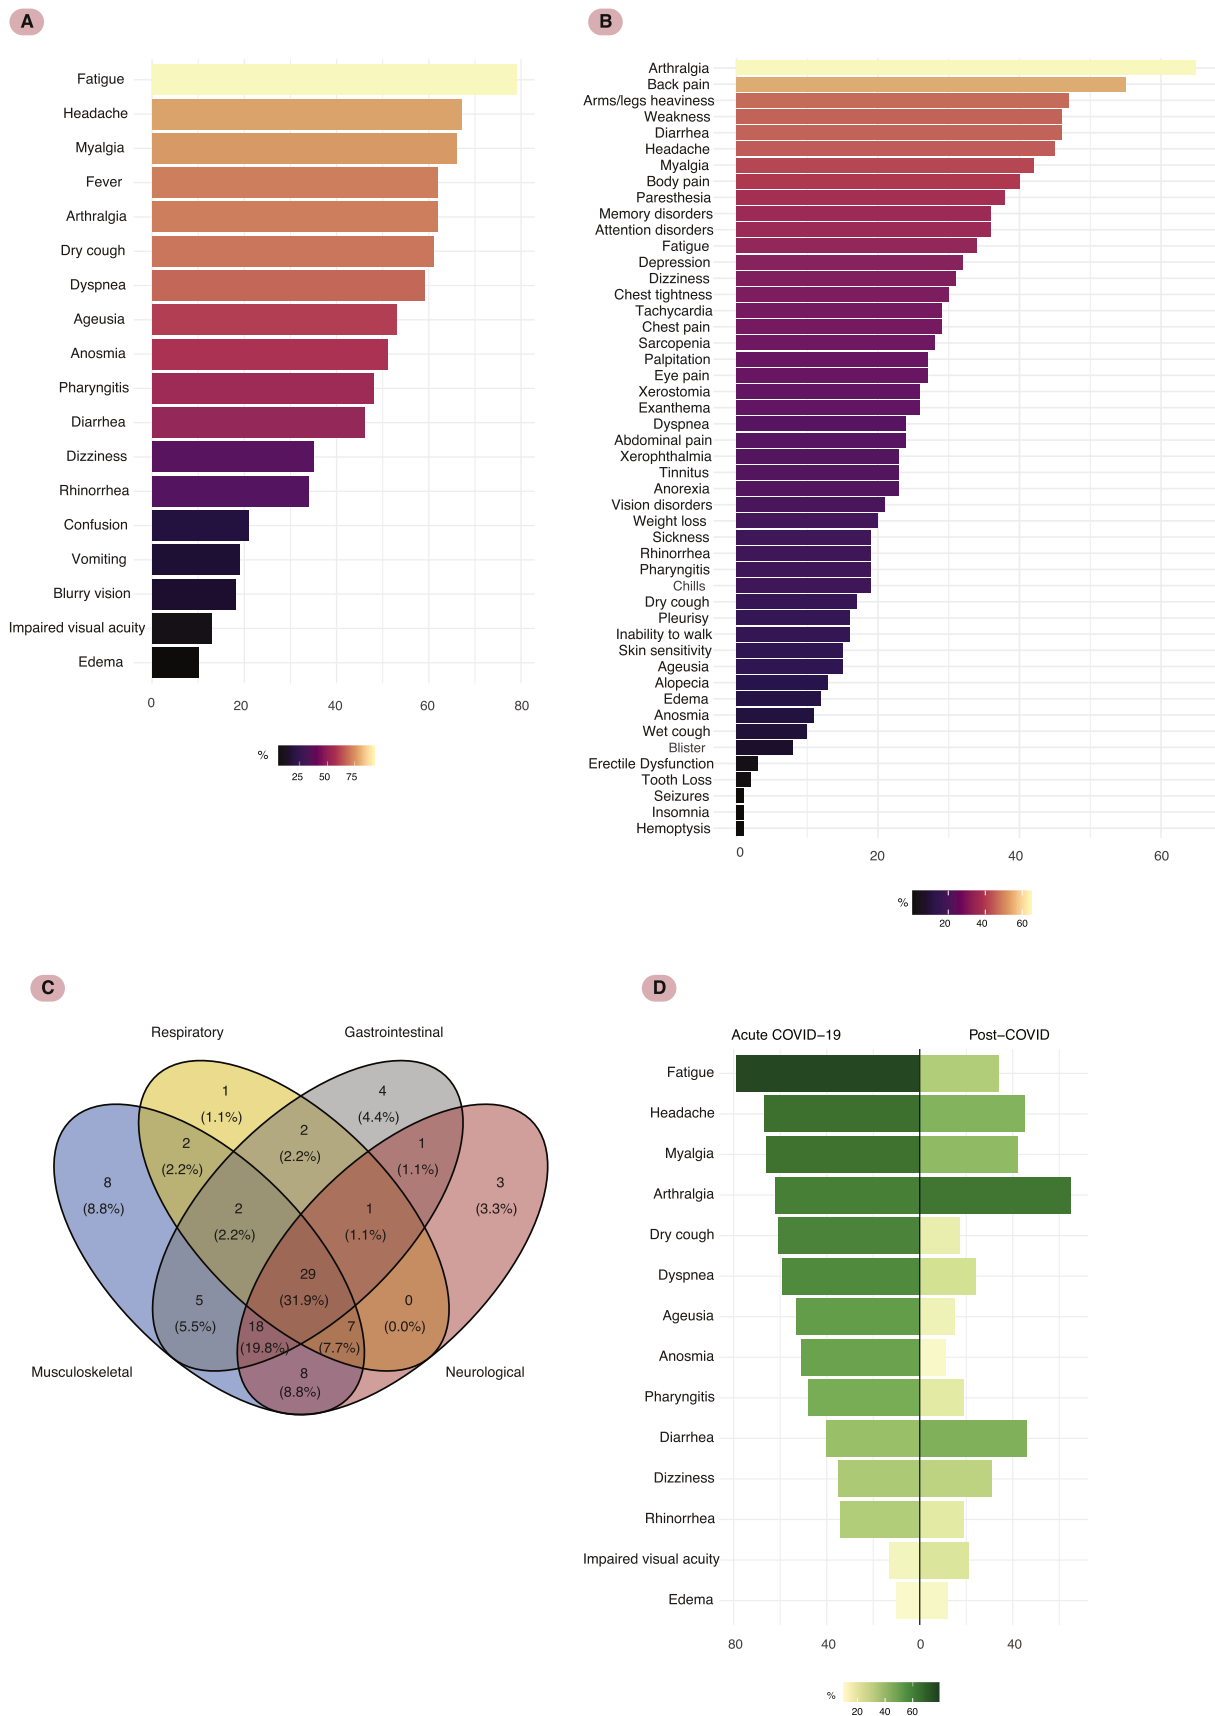 A
Fatigue
Headache
Myalgia
Fever
Arthralgia
Dry cough
Dyspnea
Ageusia
Anosmia
Pharyngitis
Diarrhea
Dizziness
Rhinorrhea
Confusion
Vomiting
Blurry vision
Impaired visual acuity
Edema
0 20 40 60 80
%
25 50 75
B
Arthralgia
Back pain
Arms/legs heaviness
Weakness
Diarrhea
Headache
Myalgia
Body pain
Paresthesia
Memory disorders
Attention disorders
Fatigue
Depression
Dizziness
Chest tightness
Tachycardia
Chest pain
Sarcopenia
Palpitation
Eye pain
Xerostomia
Exanthema
Dyspnea
Abdominal pain
Xerophthalmia
Tinnitus
Anorexia
Vision disorders
Weight loss
Sickness
Rhinorrhea
Pharyngitis
Chills
Dry cough
Pleurisy
Inability to walk
Skin sensitivity
Ageusia
Alopecia
Edema
Anosmia
Wet cough
Blister
Erectile Dysfunction
Tooth Loss
Seizures
Insomnia
Hemoptysis
0 20 40 60
%
20 40 60
C
Respiratory Gastrointestinal
1
(1.1%)
4
(4.4%)
2
(2.2%)
2
(2.2%)
1
(1.1%)
8
(8.8%)
3
(3.3%)
2
(2.2%)
1
(1.1%)
29
(31.9%)
5
(5.5%)
0
(0.0%)
18
(19.8%)
7
(7.7%)
8
(8.8%)
Musculoskeletal Neurological
D
Acute COVID−19 Post−COVID
Fatigue
Headache
Myalgia
Arthralgia
Dry cough
Dyspnea
Ageusia
Anosmia
Pharyngitis
Diarrhea
Dizziness
Rhinorrhea
Impaired visual acuity
Edema
80 40 0 40
%
20 40 60